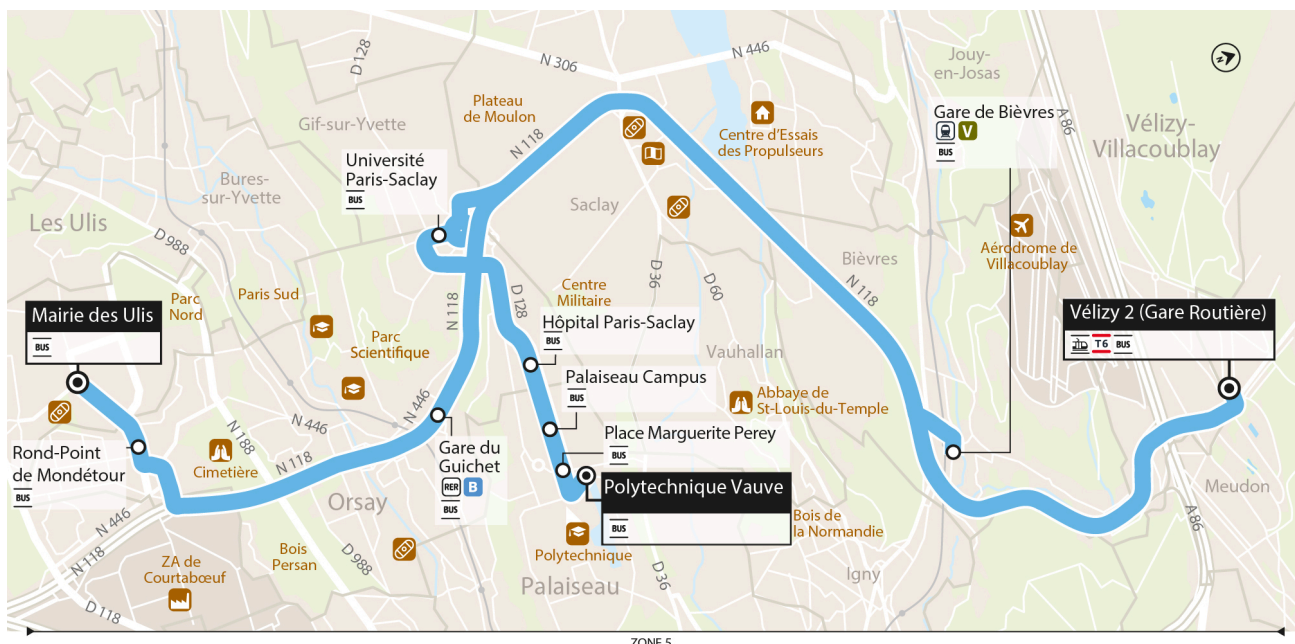 N 306
N 446
D 128
Jouy-
en-Josas
A 86
Plateau
de Moulon
Gif-sur-Yvette
N 118
Centre d'Essais
des Propulseurs
Gare de Bièvres
V
BUS
Vélizy-
Villacoublay
Université
Paris-Saclay
BUS
Bures-
sur-Yvette
Les Ulis
D 988
Saclay
D 36
D 60
Bièvres
N 118
Aérodrome de
Villacoublay
Parc
Nord
Paris Sud
N 118
D 128
Centre
Militaire
Mairie des Ulis
BUS
Parc
Scientifique
Hôpital Paris-Saclay
BUS
Vauhallan
Vélizy 2 (Gare Routière)
T6
BUS
Palaiseau Campus
BUS
Abbaye de
St-Louis-du-Temple
N 446
N 446
N 188
Place Marguerite Perey
BUS
Rond-Point
de Mondétour
BUS
Cimetière
N 118
Gare du
Guichet
RER
B
BUS
Orsay
Polytechnique Vauve
BUS
Meudon
A 86
N 446
N 118
Bois de
la Normandie
ZA de
Courtabœuf
Bois
Persan
D 988
Polytechnique
Palaiseau
D 36
Igny
D 118
ZONE 5